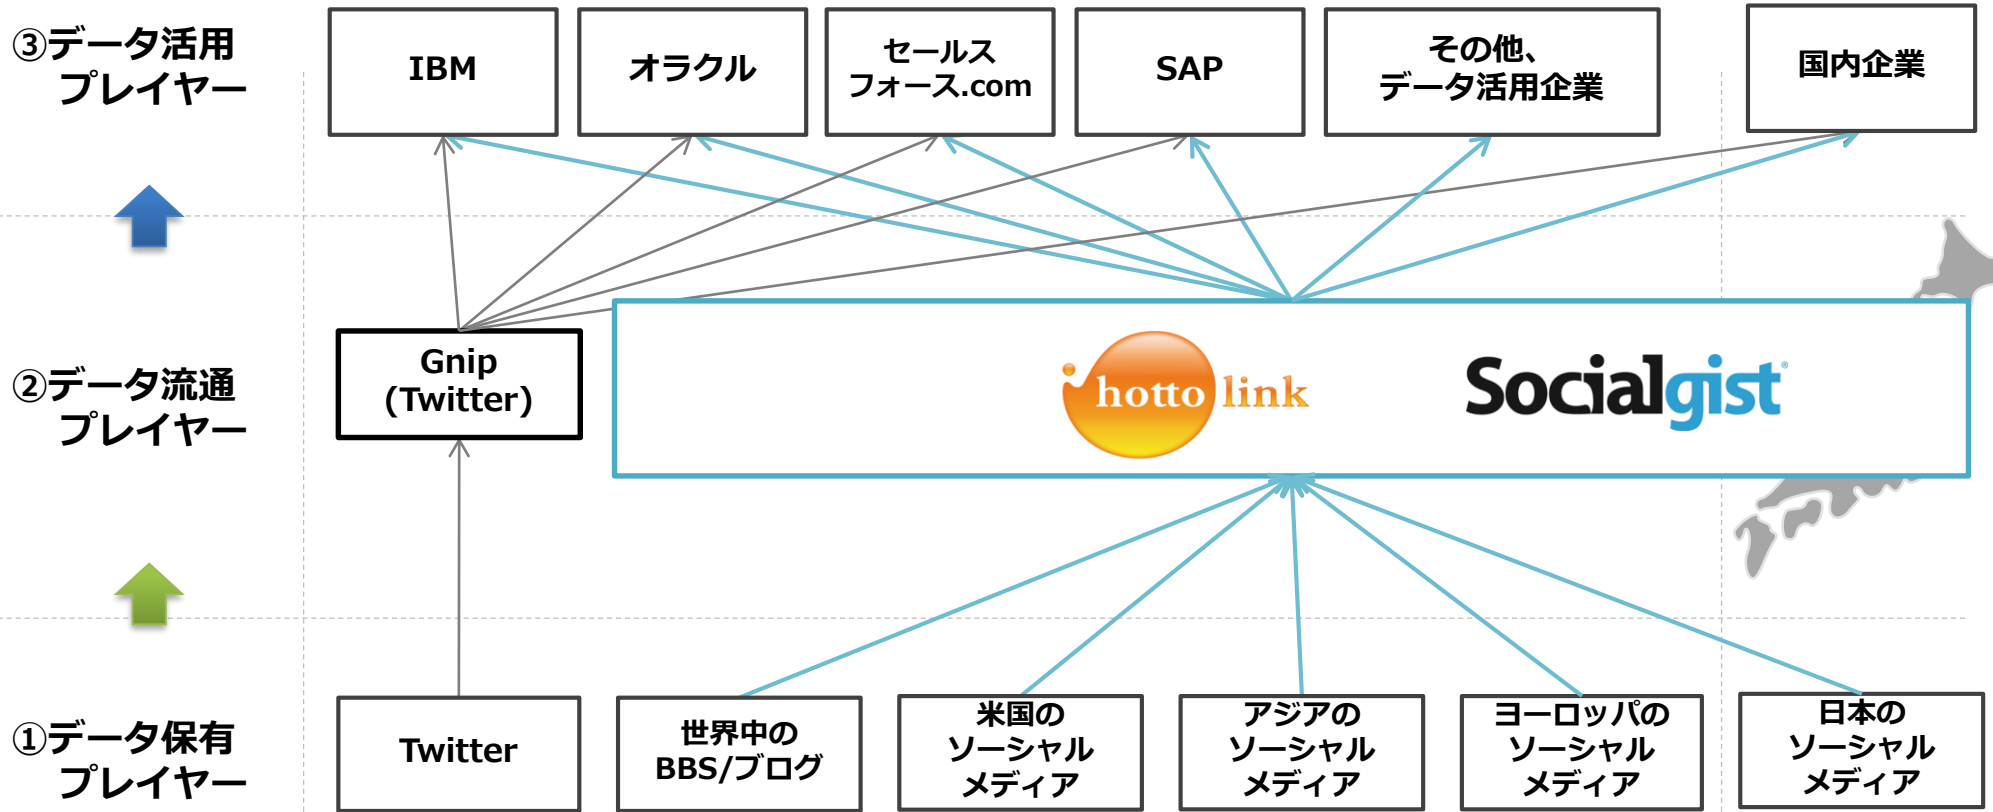 ③データ活用
プレイヤー
IBM
オラクル
セールス
フォース.com
SAP
その他、
データ活用企業
国内企業
②データ流通
プレイヤー
Gnip
(Twitter)
hotto link
Socialgist®
①データ保有
プレイヤー
Twitter
世界中の
BBS/ブログ
米国の
ソーシャル
メディア
アジアの
ソーシャル
メディア
ヨーロッパの
ソーシャル
メディア
日本の
ソーシャル
メディア